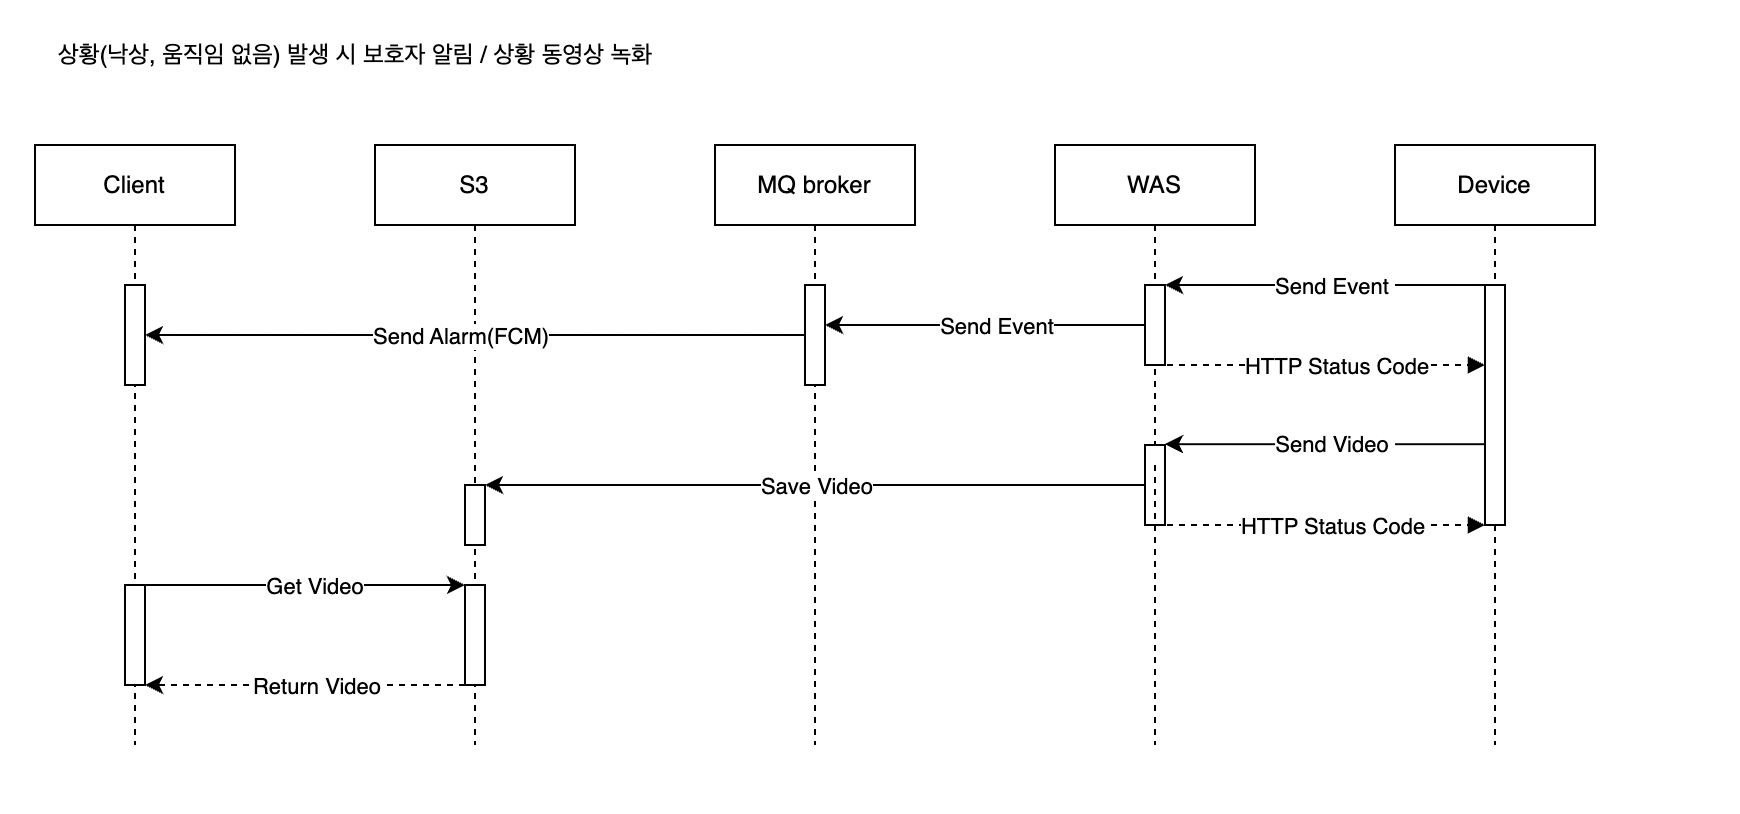 상황(낙상, 움직임 없음) 발생 시 보호자 알림 / 상황 동영상 녹화
Client
S3
MQ broker
WAS
Device
Send Event
Send Event
Send Alarm(FCM)
HTTP Status Code
Send Video
Save Video
HTTP Status Code
Get Video
Return Video